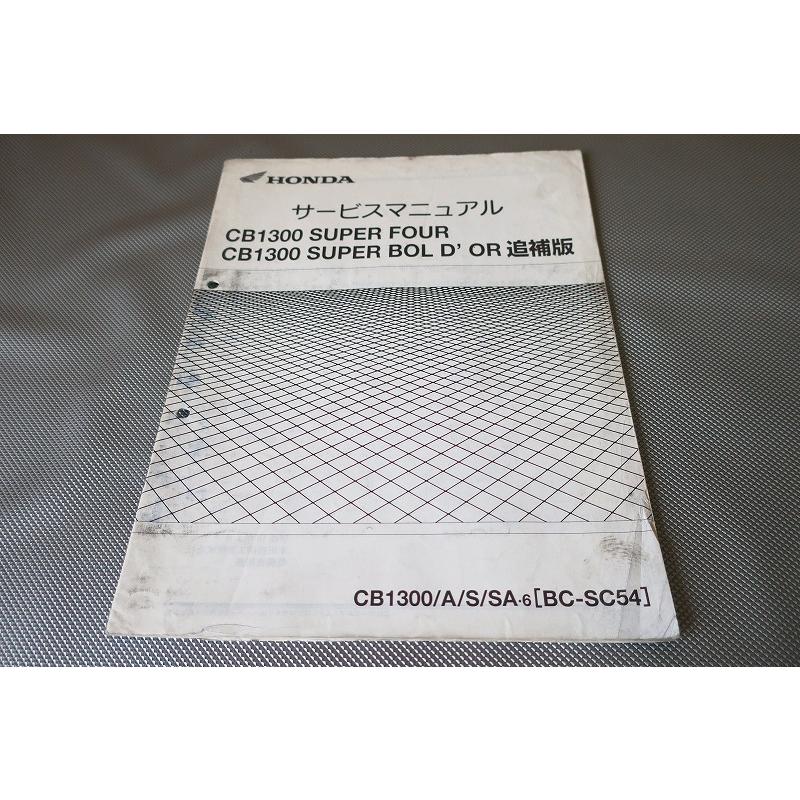 HONDA
サービスマニュアル
CB1300 SUPER FOUR
CB1300 SUPER BOL D' OR 追補版
CB1300/A/S/SA·6[BC-SC54]